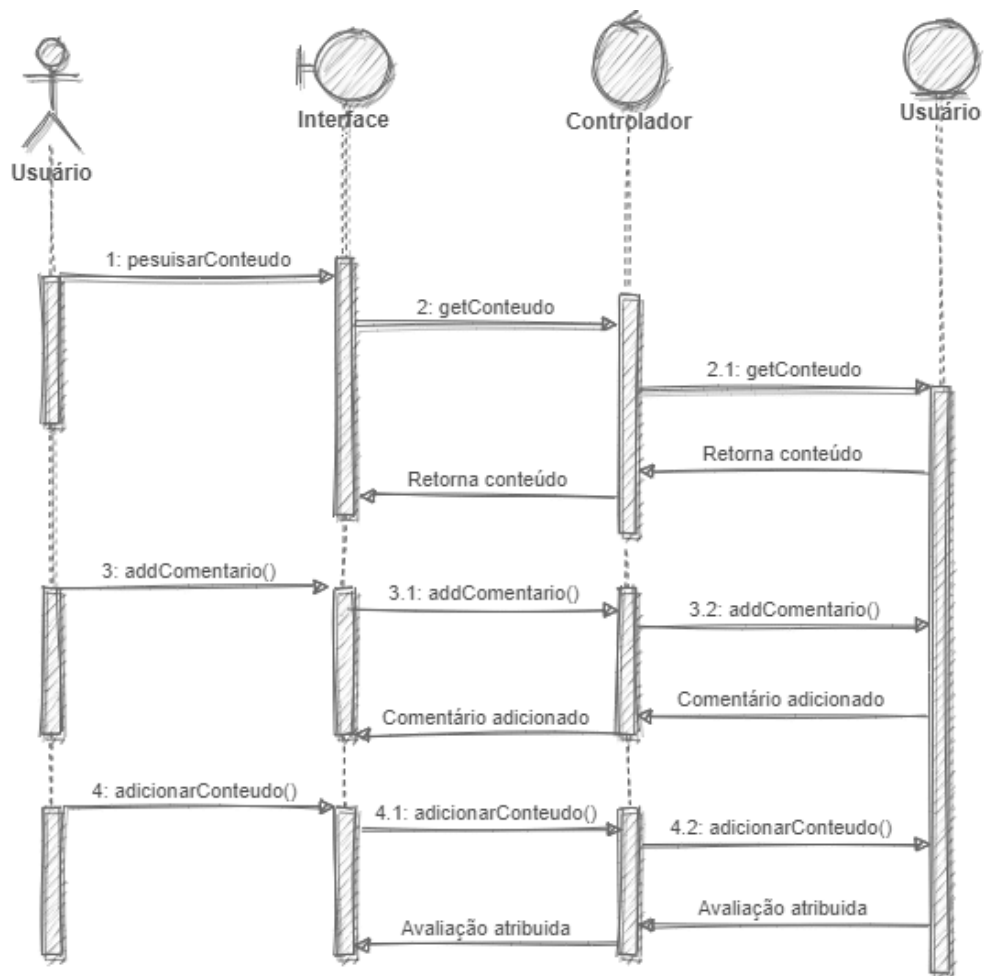 Usuário
Interface
Controlador
Usuário
1: pesuisarConteudo
2: getConteudo
2.1: getConteudo
Retorna conteúdo
Retorna conteúdo
3: addComentario()
3.1: addComentario()
3.2: addComentario()
Comentário adicionado
Comentário adicionado
4: adicionarConteudo()
4.1: adicionarConteudo()
4.2: adicionarConteudo()
Avaliação atribuida
Avaliação atribuida